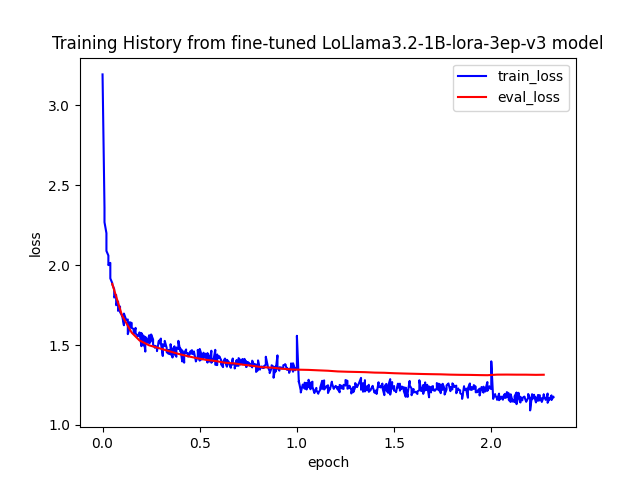 Training History from fine-tuned LoLlama3.2-1B-lora-3ep-v3 model
train_loss
eval_loss
3.0
2.5
2.0
1.5
1.0
loss
0.0
0.5
1.0
1.5
2.0
epoch